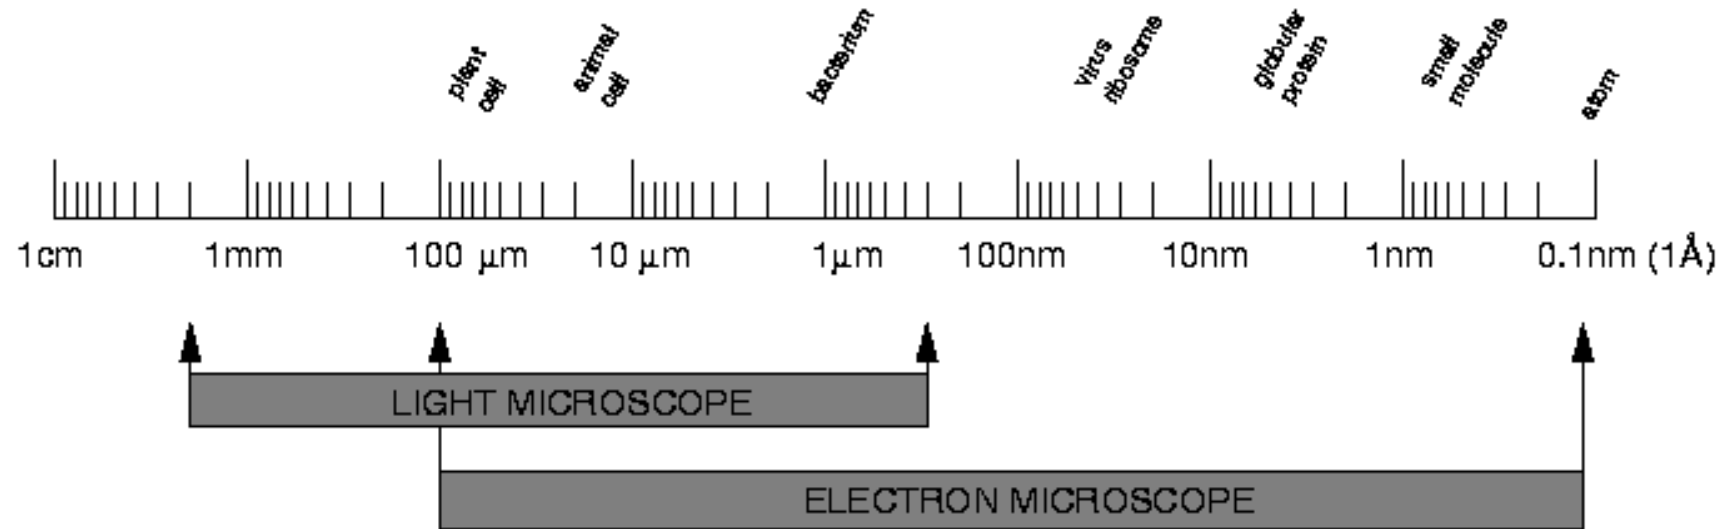 plant
cell
animal
cell
bacterium
virus
ribosome
globular
protein
small
molecule
atom
1cm
1mm
100 μm
10 μm
1μm
100nm
10nm
1nm
0.1nm (1Å)
LIGHT MICROSCOPE
ELECTRON MICROSCOPE